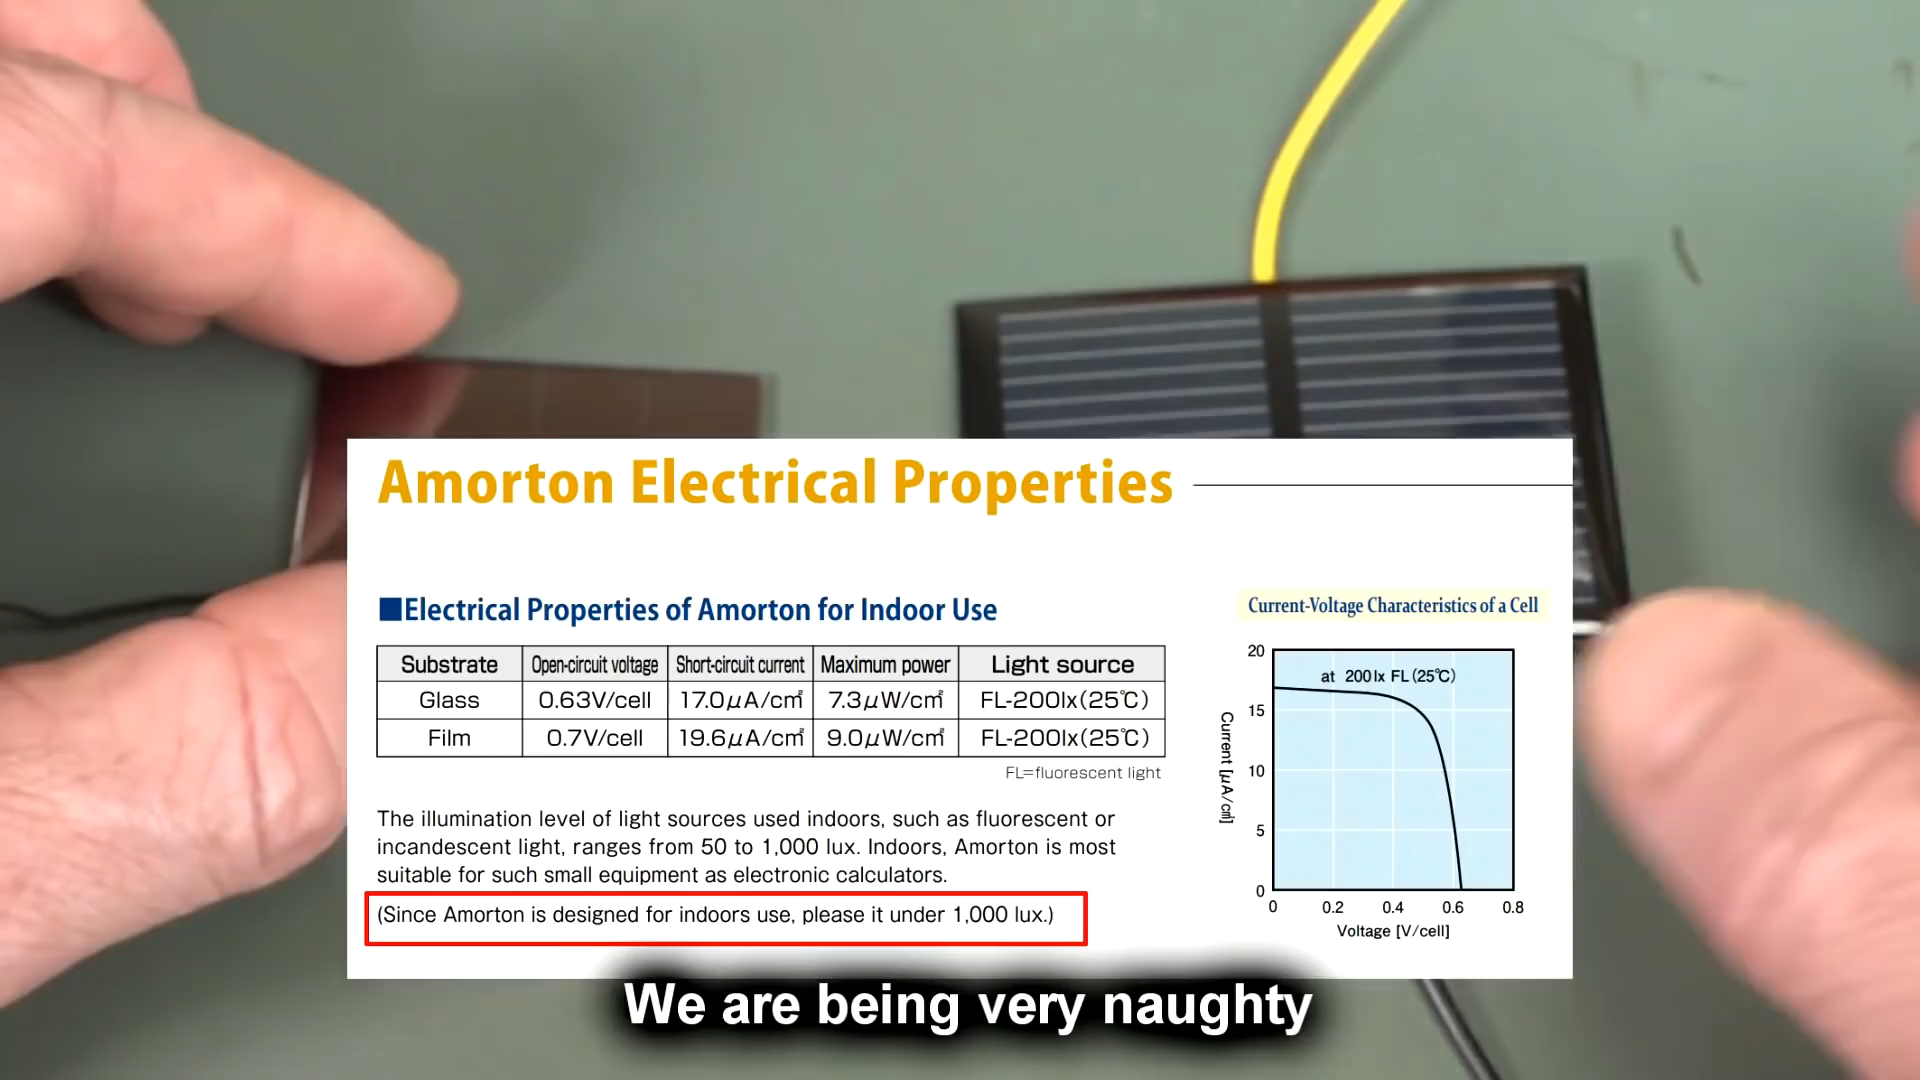 Amorton Electrical Properties
■Electrical Properties of Amorton for Indoor Use
Substrate Open-circuit voltage Short-circuit current Maximum power Light source
Glass 0.63V/cell 17.0μA/c㎡ 7.3μW/c㎡ FL-200lx(25℃)
Film 0.7V/cell 19.6μA/c㎡ 9.0μW/c㎡ FL-200lx(25℃)
FL=fluorescent light
The illumination level of light sources used indoors, such as fluorescent or
incandescent light, ranges from 50 to 1,000 lux. Indoors, Amorton is most
suitable for such small equipment as electronic calculators.
(Since Amorton is designed for indoors use, please it under 1,000 lux.)
Current-Voltage Characteristics of a Cell
at 200 lx FL (25℃)
20
15
10
5
0
Current [μA/c㎡]
0 0.2 0.4 0.6 0.8
Voltage [V/cell]
We are being very naughty